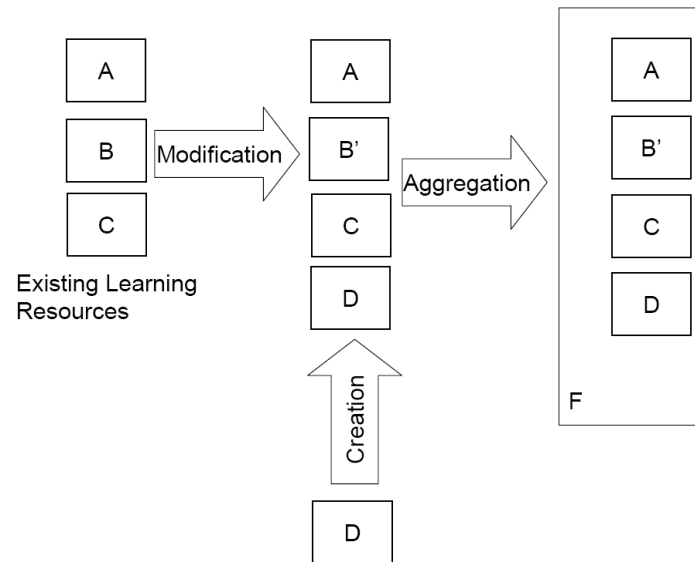 A
B
C
Existing Learning
Resources
Modification
A
B’
C
D
Creation
D
Aggregation
A
B’
C
D
F